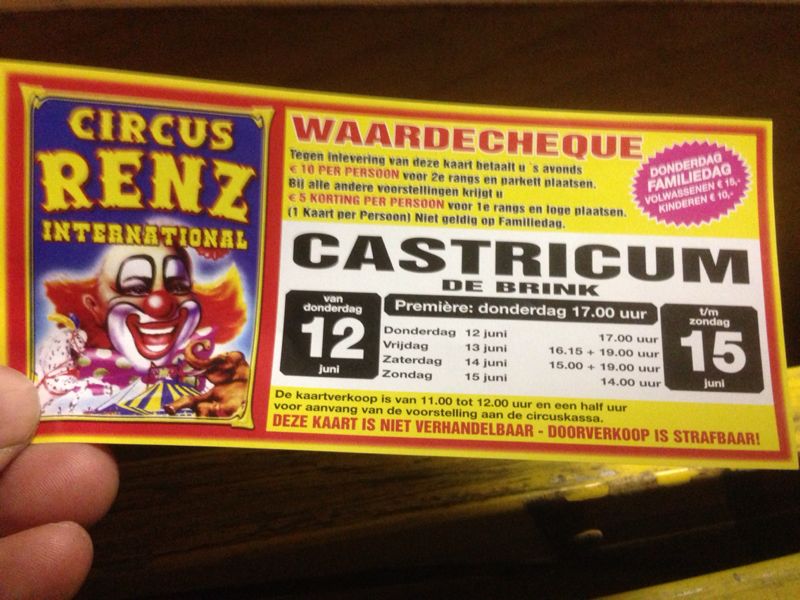 CIRCUS
RENZ
INTERNATIONAL
WAARDECHEQUE
Tegen inlevering van deze kaart betaalt u `s avonds
€ 10 PER PERSOON voor 2e rangs en parkett plaatsen.
Bij alle andere voorstellingen krijgt u
€ 5 KORTING PER PERSOON voor 1e rangs en loge plaatsen.
(1 Kaart per Persoon) Niet geldig op Familiedag.
DONDERDAG
FAMILIEDAG
VOLWASSENEN € 15,-
KINDEREN € 10,-
CASTRICUM
DE BRINK
van
donderdag
12
juni
Première: donderdag 17.00 uur
Donderdag 12 juni 17.00 uur
Vrijdag 13 juni 16.15 + 19.00 uur
Zaterdag 14 juni 15.00 + 19.00 uur
Zondag 15 juni 14.00 uur
t/m
zondag
15
juni
De kaartverkoop is van 11.00 tot 12.00 uur en een half uur
voor aanvang van de voorstelling aan de circuskassa.
DEZE KAART IS NIET VERHANDELBAAR - DOORVERKOOP IS STRAFBAAR!